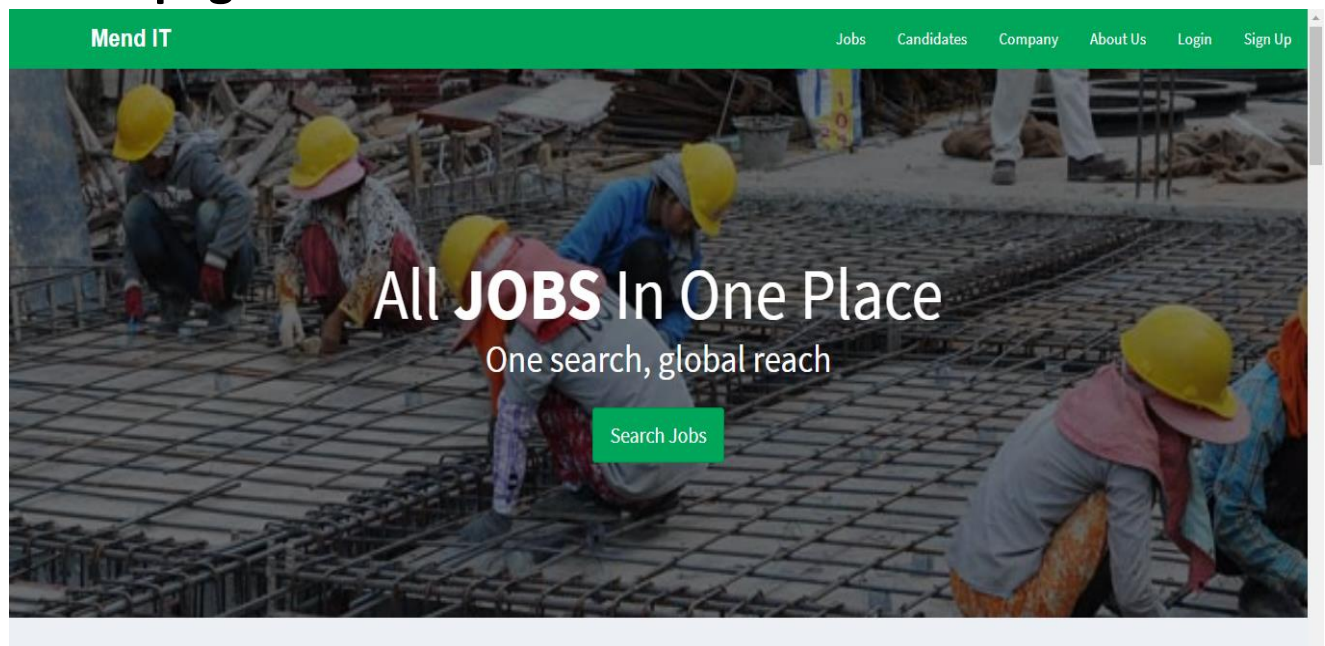 Mend IT
Jobs Candidates Company About Us Login Sign Up
All JOBS In One Place
One search, global reach
Search Jobs